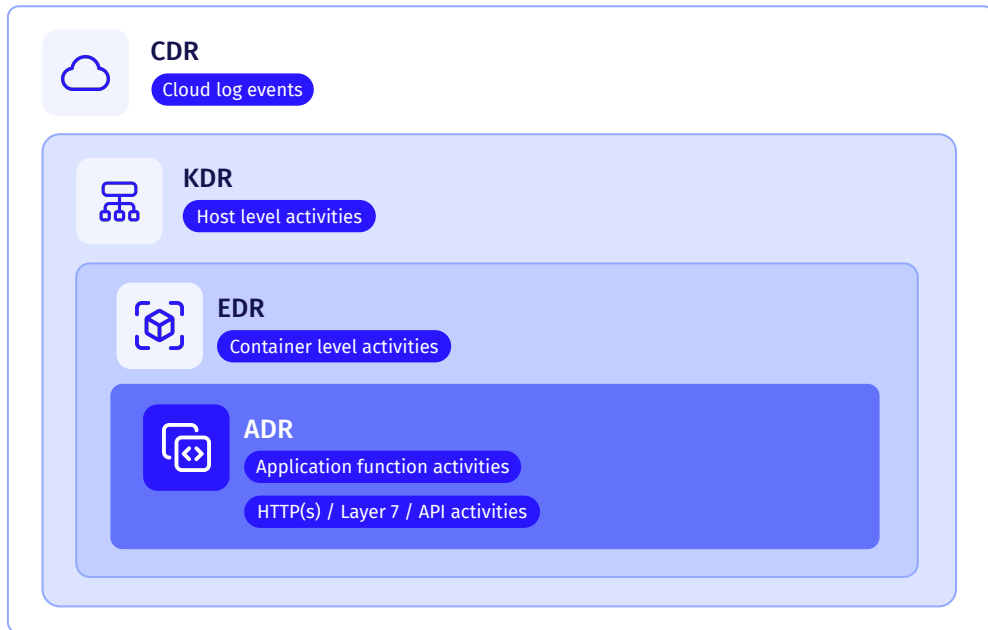 CDR
Cloud log events
KDR
Host level activities
EDR
Container level activities
ADR
Application function activities
HTTP(s) / Layer 7 / API activities